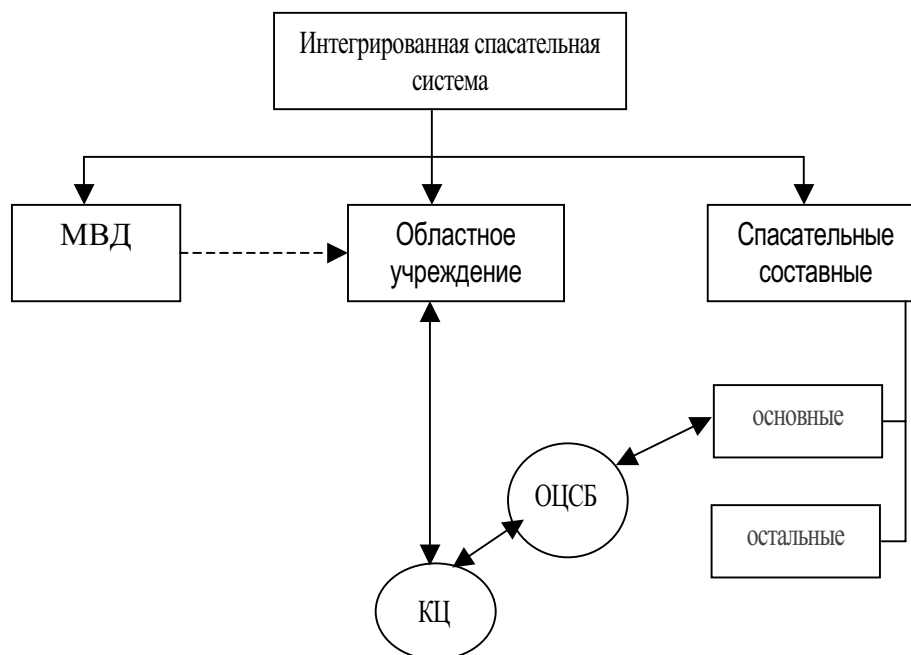 Интегрированная спасательная
система
МВД
Областное
учреждение
Спасательные
составные
основные
ОЦСБ
остальные
КЦ